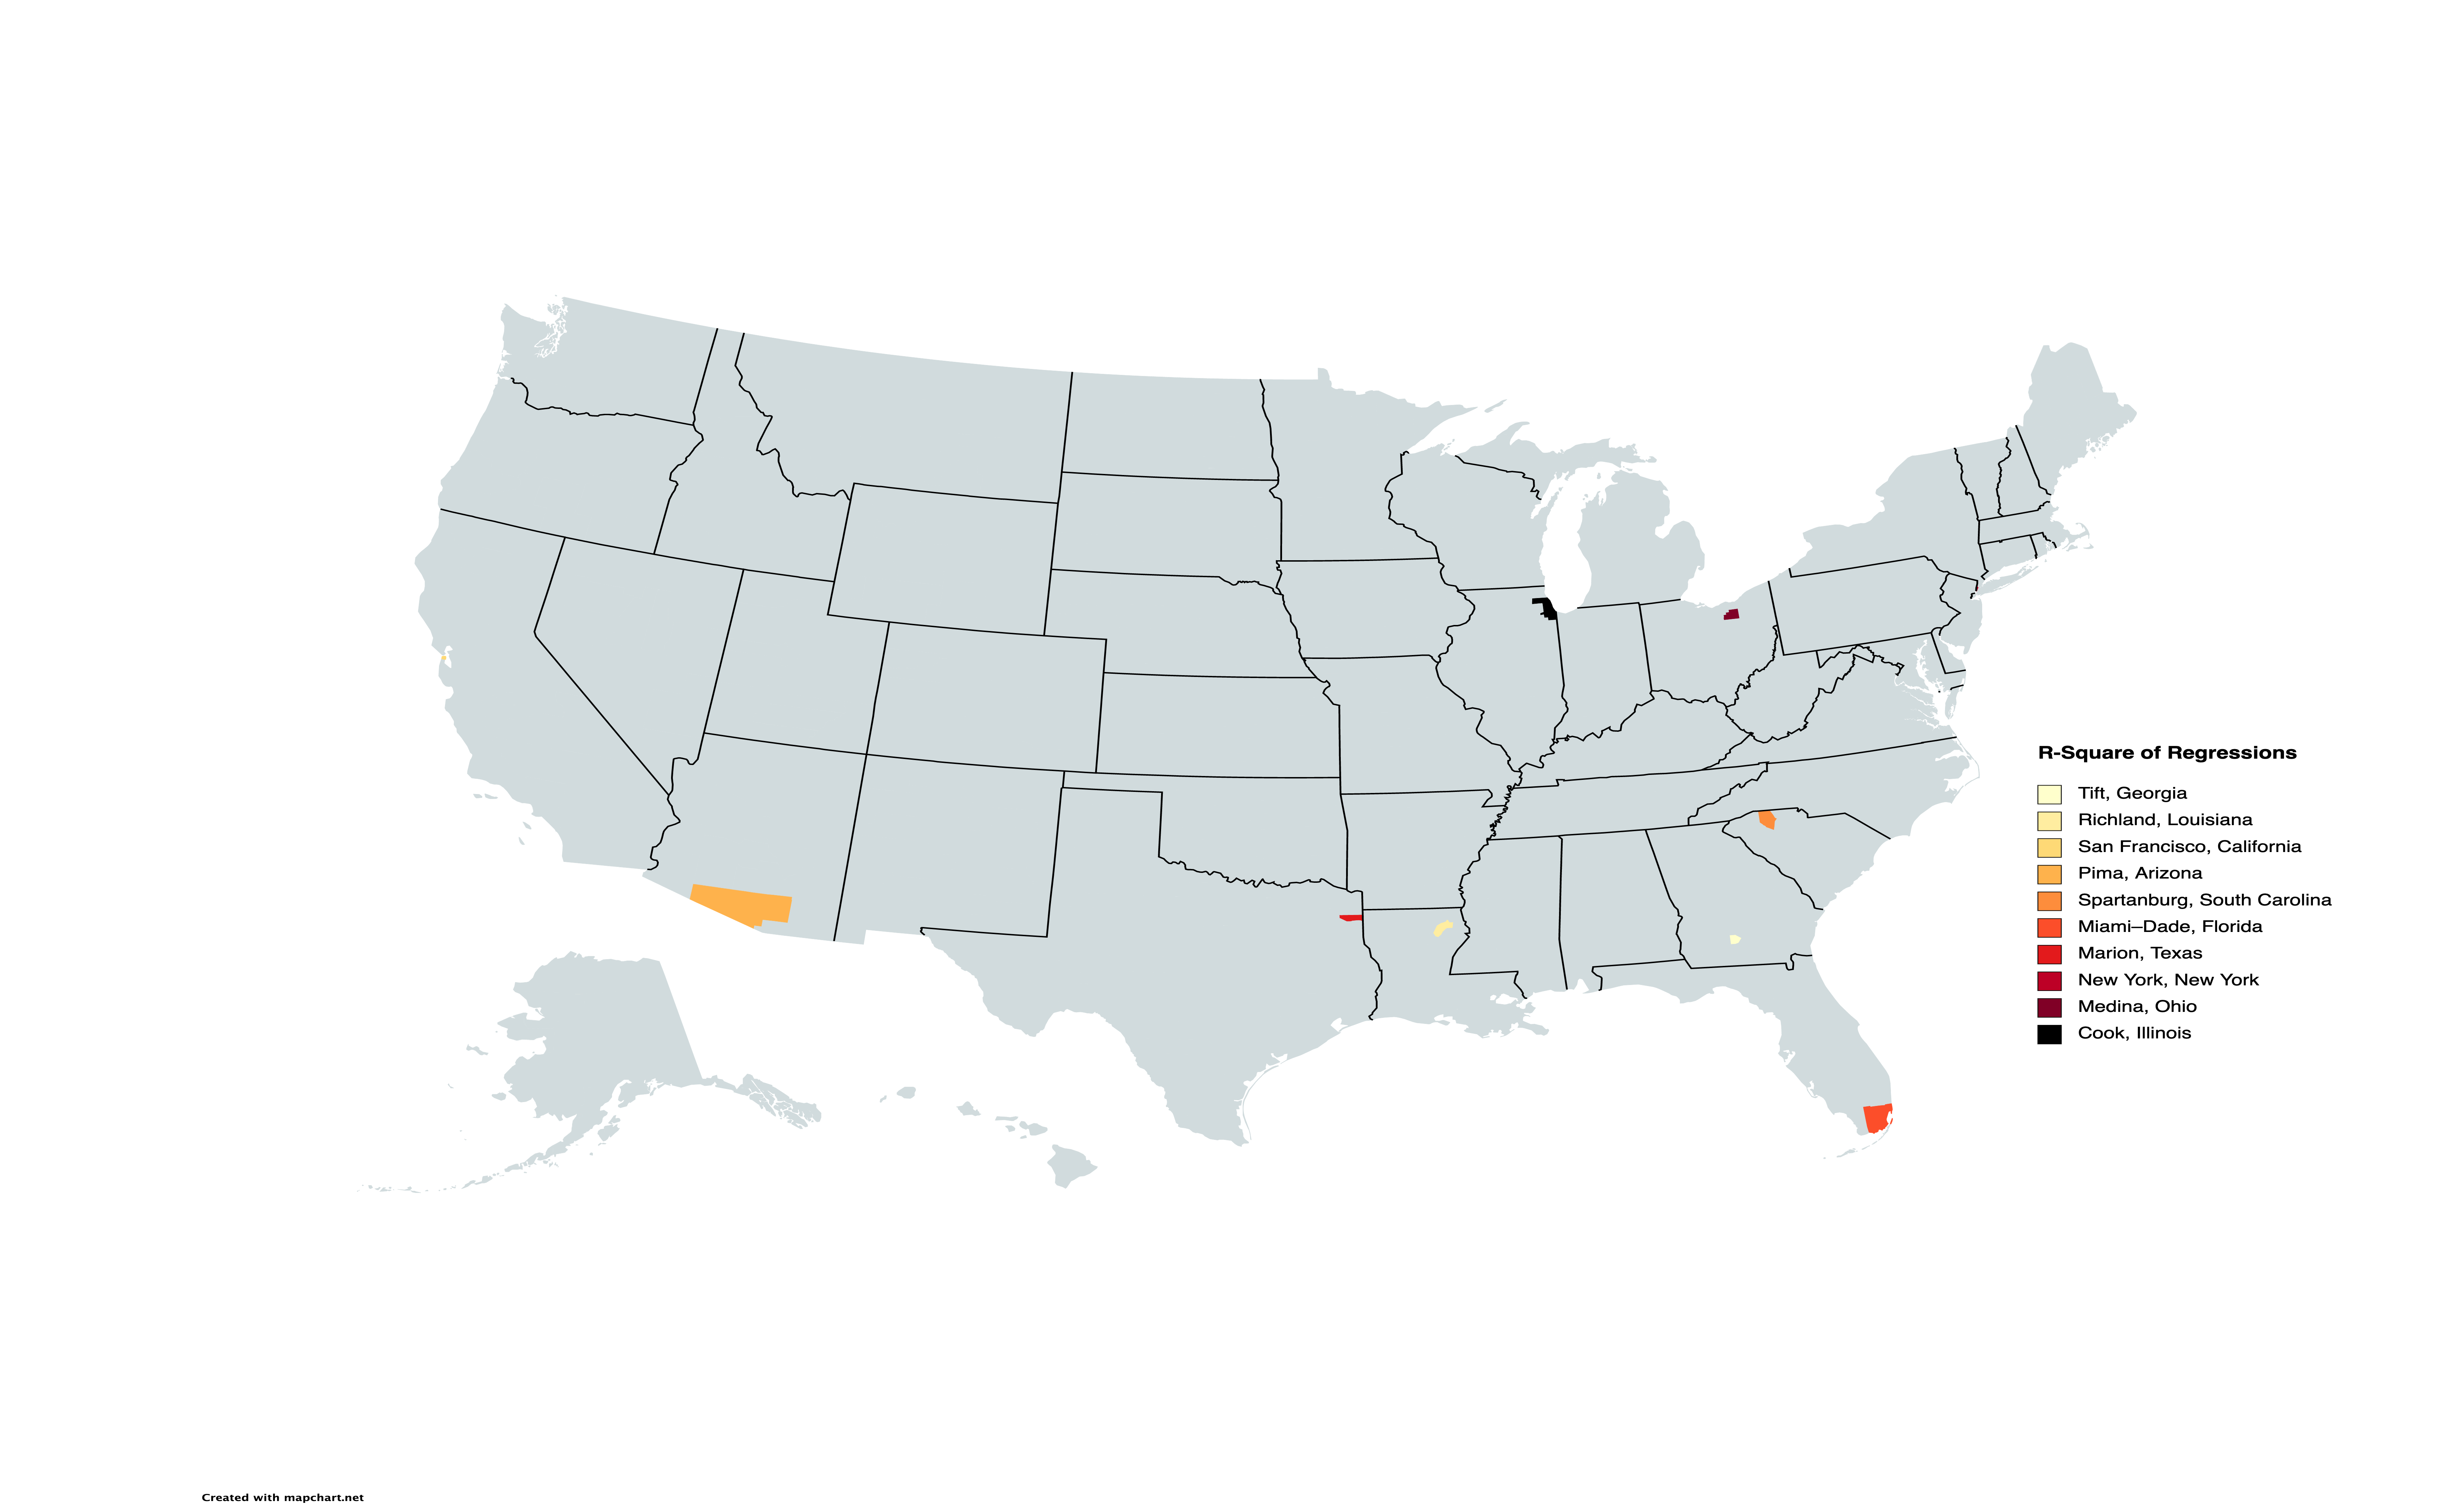 R-Square of Regressions
Tift, Georgia
Richland, Louisiana
San Francisco, California
Pima, Arizona
Spartanburg, South Carolina
Miami–Dade, Florida
Marion, Texas
New York, New York
Medina, Ohio
Cook, Illinois
Created with mapchart.net